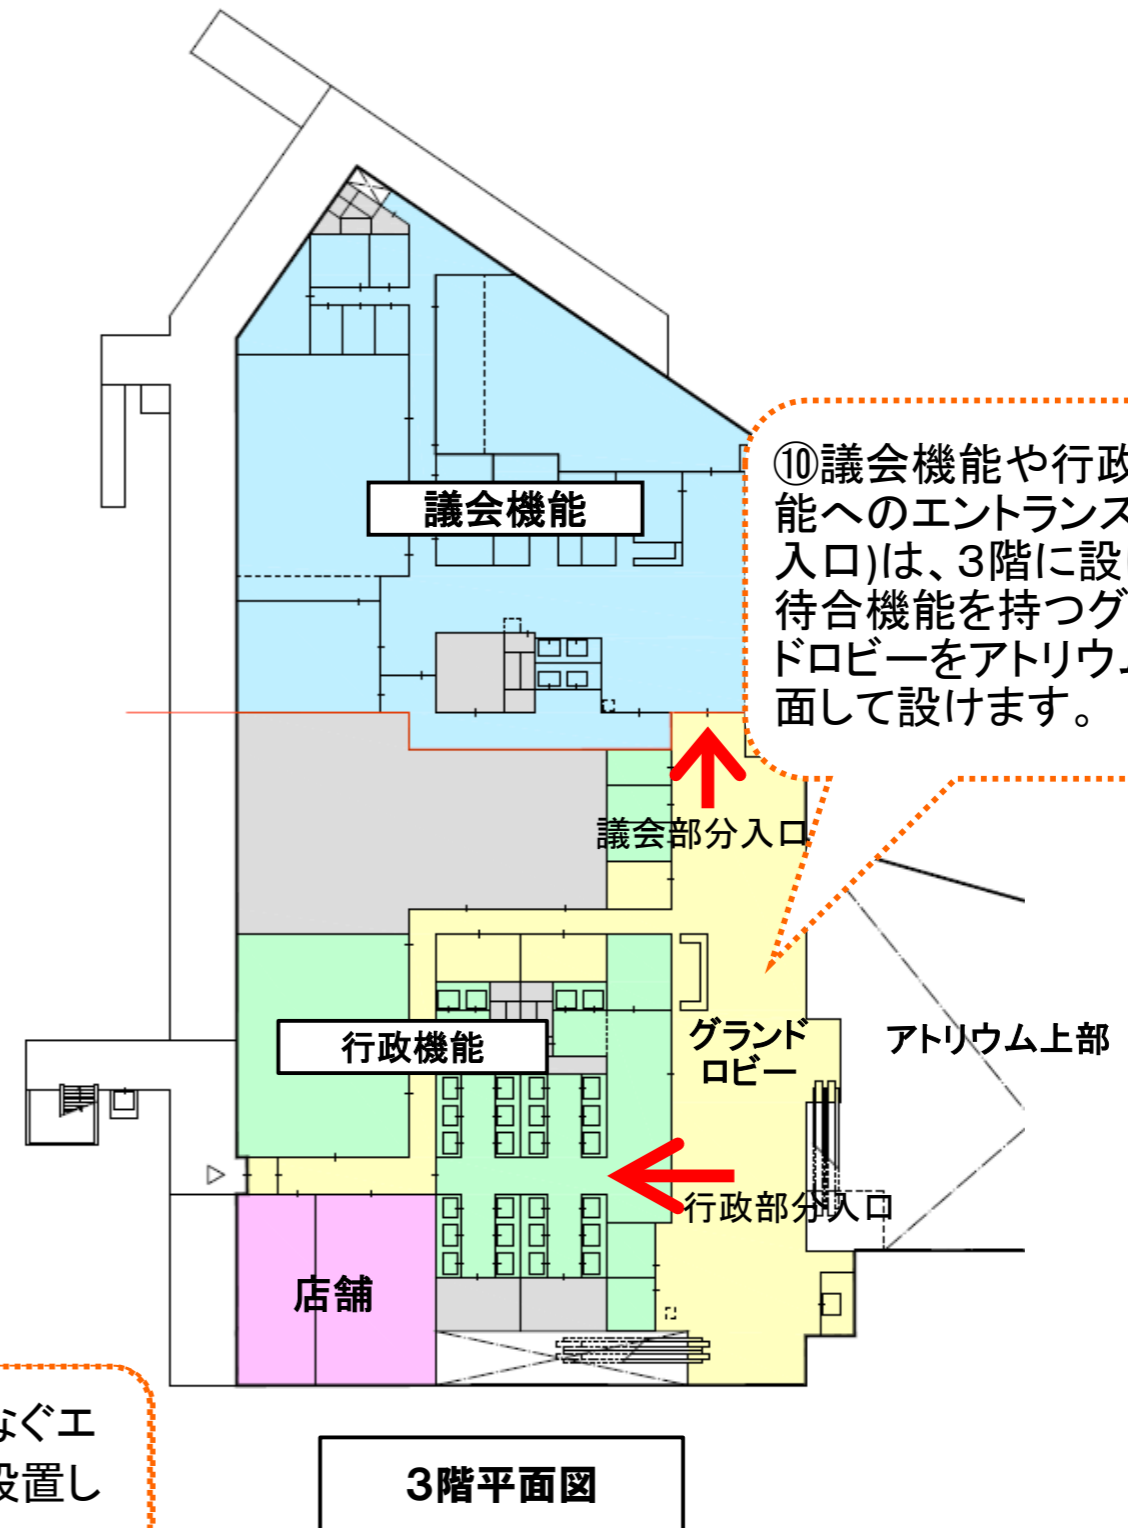 議会機能
⑩議会機能や行政
能へのエントランス
入口)は、3階に設
待合機能を持つグ
ドロビーをアトリウ
面して設けます。
議会部分入口
行政機能
グランド
ロビー
アトリウム上部
行政部分入口
店舗
なぐエ
設置し
3階平面図